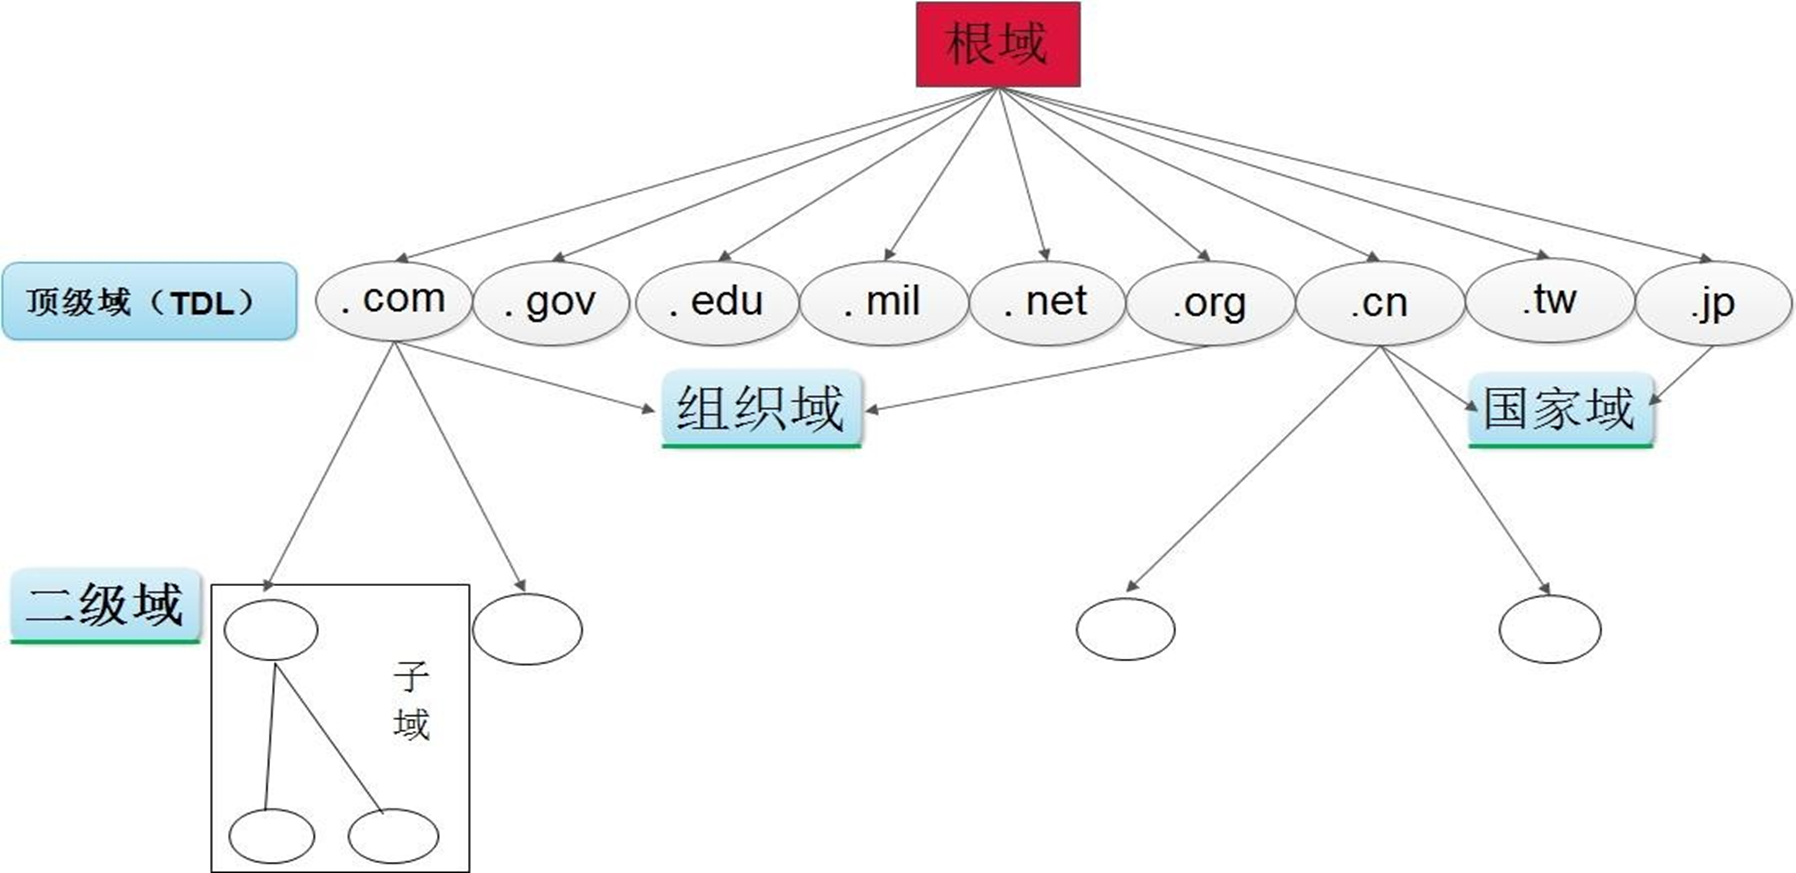 根域
顶级域（TDL）
. com
. gov
. edu
. mil
. net
.org
.cn
.tw
.jp
组织域
国家域
二级域
子
域